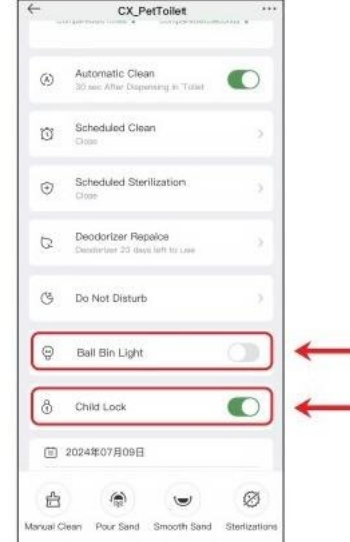 CX_PetToilet
Automatic Clean
30 sec After Dispensing in Toilet
Scheduled Clean
Close
Scheduled Sterilization
Close
Deodorizer Repalce
Deodorizer 23 days left to use
Do Not Disturb
Ball Bin Light
Child Lock
2024年07月09日
Manual Clean Pour Sand Smooth Sand Sterlizations